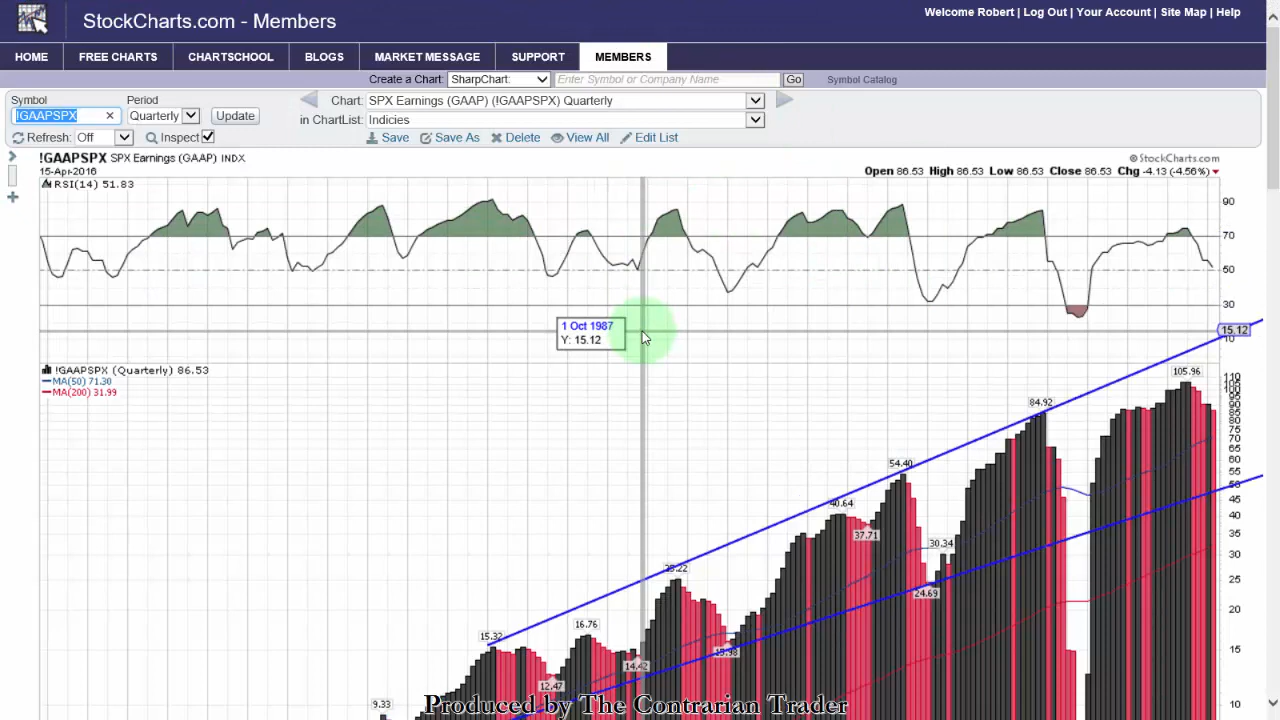 StockCharts.com - Members
Welcome Robert | Log Out | Your Account | Site Map | Help
HOME FREE CHARTS CHARTSCHOOL BLOGS MARKET MESSAGE SUPPORT MEMBERS
Create a Chart: SharpChart: Enter Symbol or Company Name Go Symbol Catalog
Symbol Period Chart: SPX Earnings (GAAP) (!GAAPSPX) Quarterly
!GAAPSPX × Quarterly Update in ChartList: Indicies
Refresh: Off Inspect Save Save As Delete View All Edit List
!GAAPSPX SPX Earnings (GAAP) INDX ©StockCharts.com
15-Apr-2016 Open 86.53 High 86.53 Low 86.53 Close 86.53 Chg -4.13 (-4.56%)
RSI(14) 51.83
90
70
50
30
1 Oct 1987
Y: 15.12
15.12
10
!GAAPSPX (Quarterly) 86.53
MA(50) 71.30
MA(200) 31.99
105.96
84.92
54.40
40.64
37.71
30.34
24.69
25.22
16.76
15.32
15.98
14.42
12.47
9.33
110
105
100
95
90
85
80
75
70
65
60
55
50
45
40
35
30
25
20
15
10
Produced by The Contrarian Trader